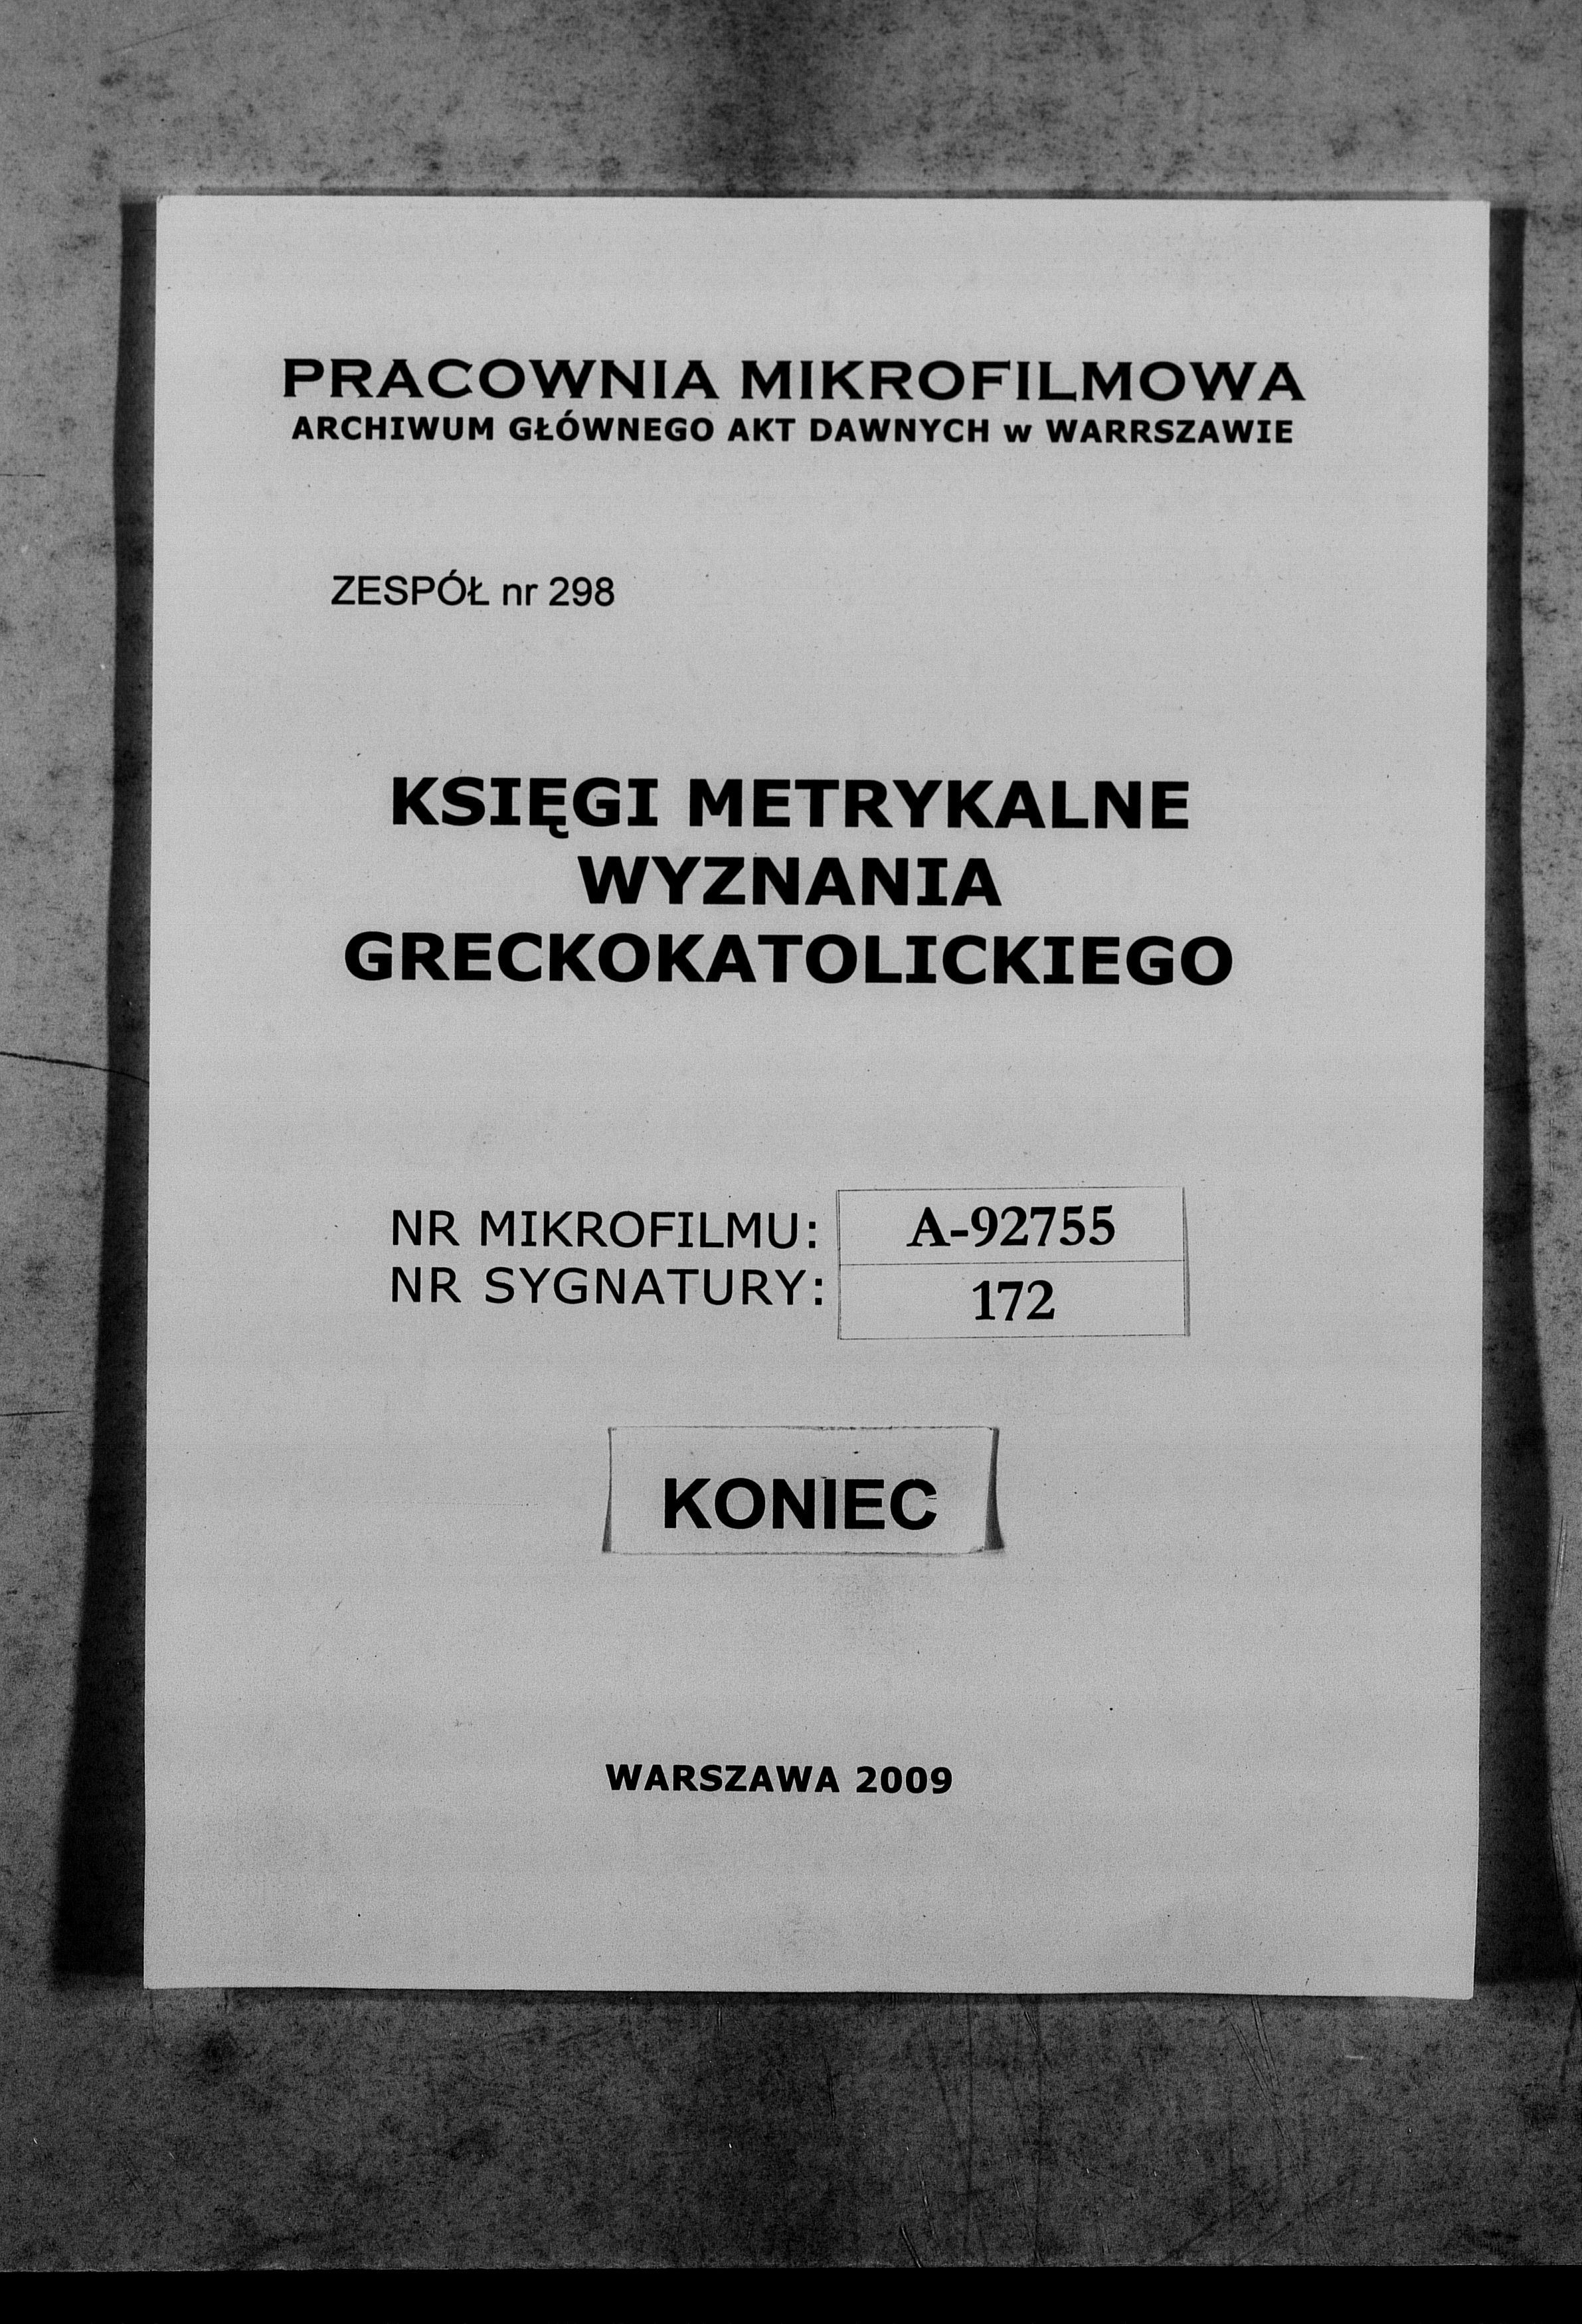 PRACOWNIA MIKROFILMOWA
ARCHIWUM GŁÓWNEGO AKT DAWNYCH w WARRSZAWIE
ZESPÓŁ nr 298
KSIĘGI METRYKALNE
WYZNANIA
GRECKOKATOLICKIEGO
NR MIKROFILMU: A-92755
NR SYGNATURY: 172
KONIEC
WARSZAWA 2009